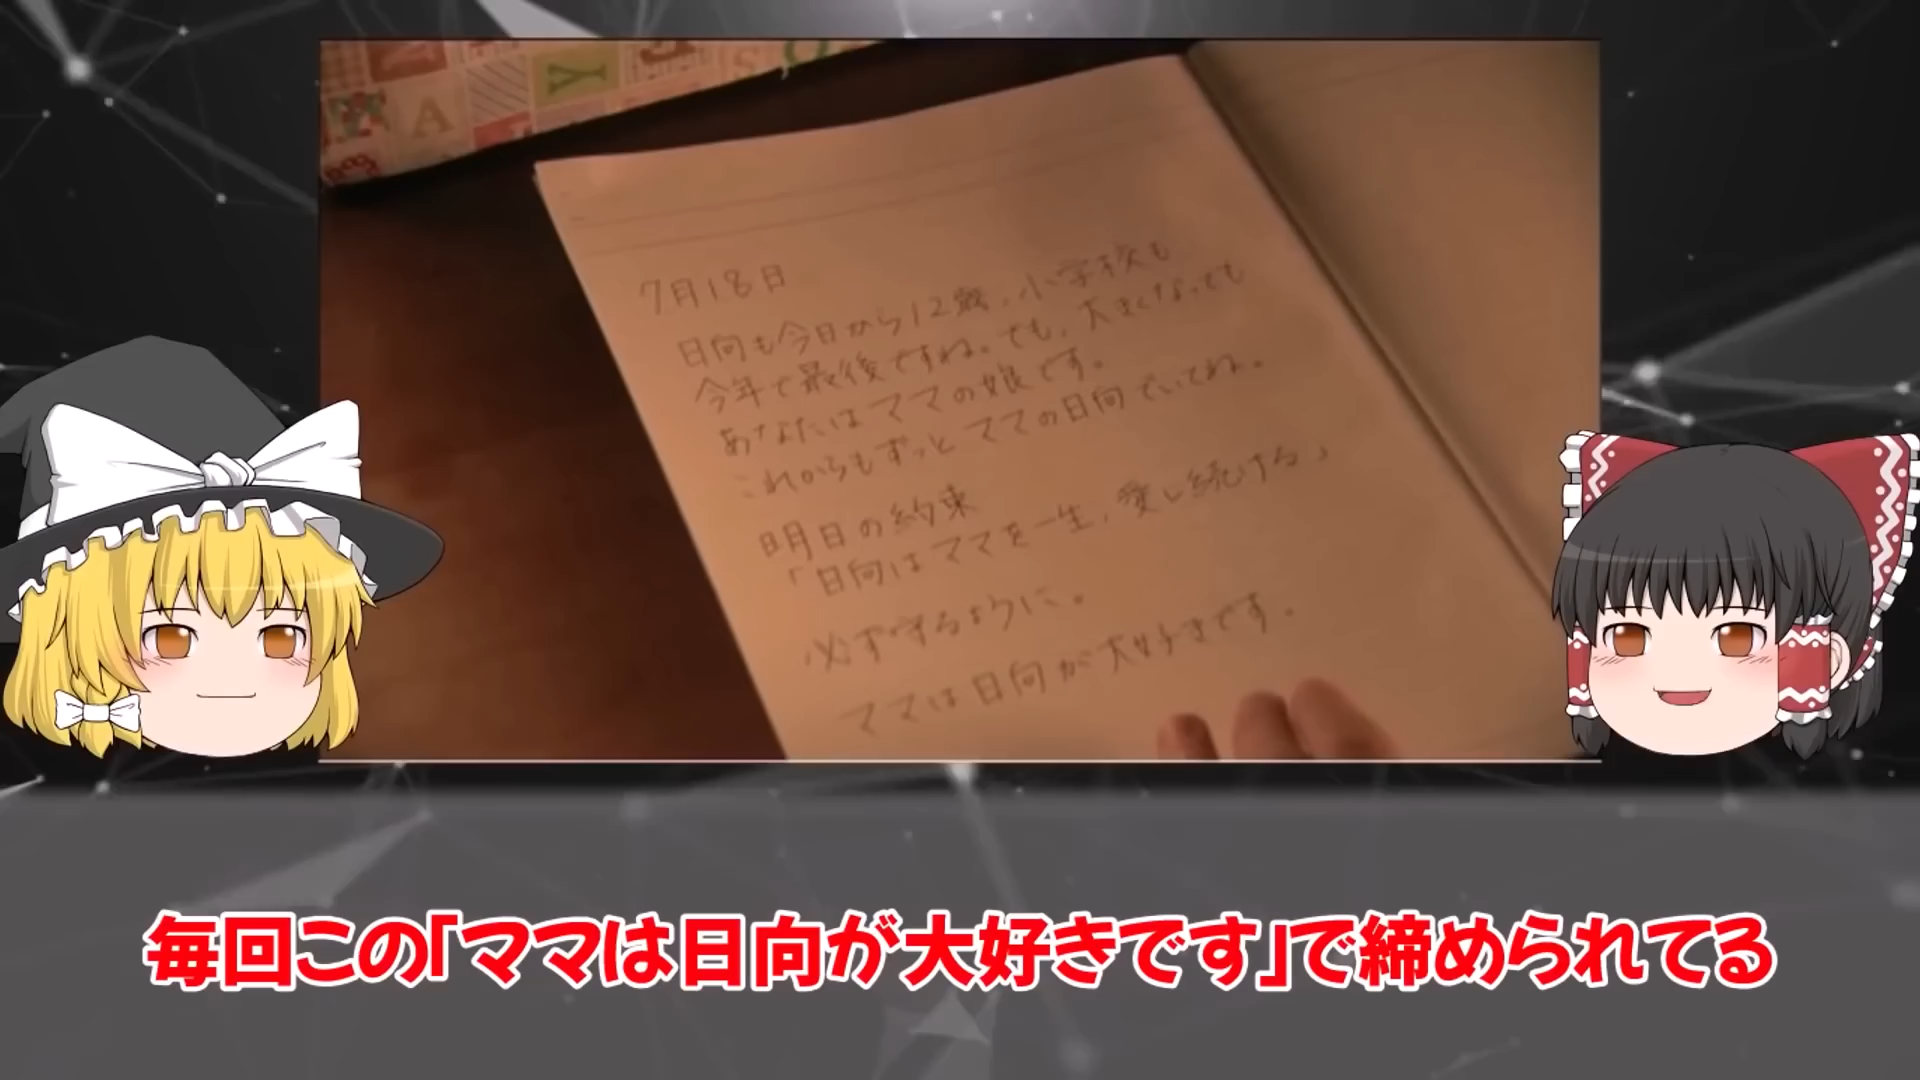 7月18日
日向も今日から12歳。小学校も
今年で最後ですね。でも、大きくなっても
あなたはママの娘です。
これからもずっとママの日向でいてね。
明日の約束
「日向はママを一生、愛し続ける」
必ず守るように。
ママは日向が大好きです。
毎回この「ママは日向が大好きです」で締められてる